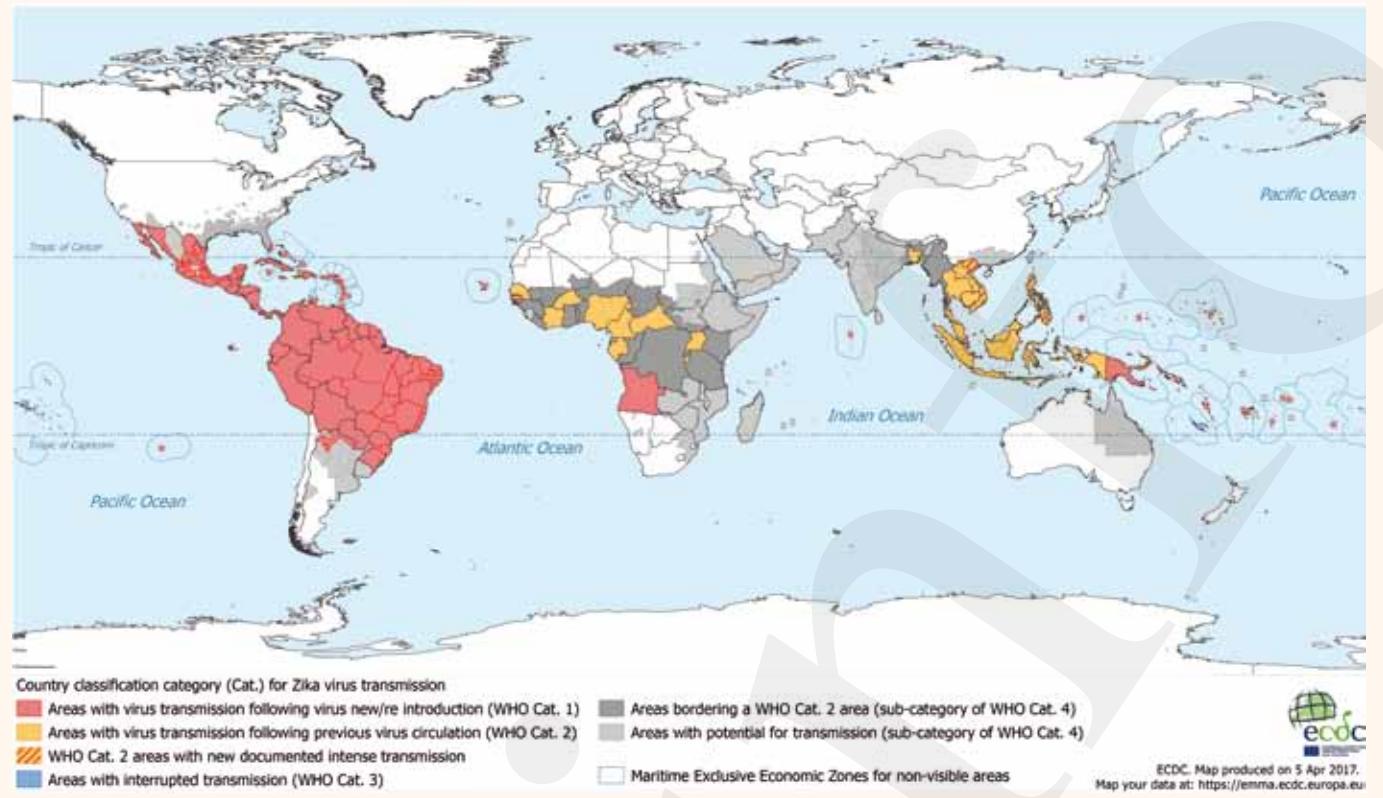 Pacific Ocean
Tropic of Cancer
Indian Ocean
Atlantic Ocean
Tropic of Capricorn
Pacific Ocean
Country classification category (Cat.) for Zika virus transmission
Areas with virus transmission following virus new/re introduction (WHO Cat. 1)
Areas with virus transmission following previous virus circulation (WHO Cat. 2)
WHO Cat. 2 areas with new documented intense transmission
Areas with interrupted transmission (WHO Cat. 3)
Areas bordering a WHO Cat. 2 area (sub-category of WHO Cat. 4)
Areas with potential for transmission (sub-category of WHO Cat. 4)
Maritime Exclusive Economic Zones for non-visible areas
ecdc
ECDC. Map produced on 5 Apr 2017.
Map your data at: https://emma.ecdc.europa.eu